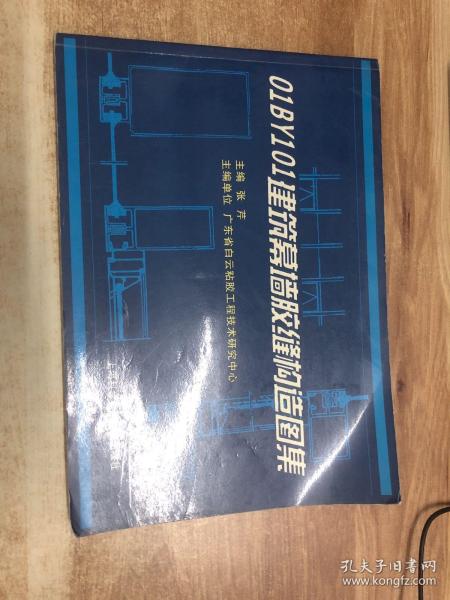 01BY101建筑幕墙胶缝构造图集
主编 张 芹
主编单位 广东省白云粘胶工程技术研究中心
孔夫子旧书网
www.kongfz.com